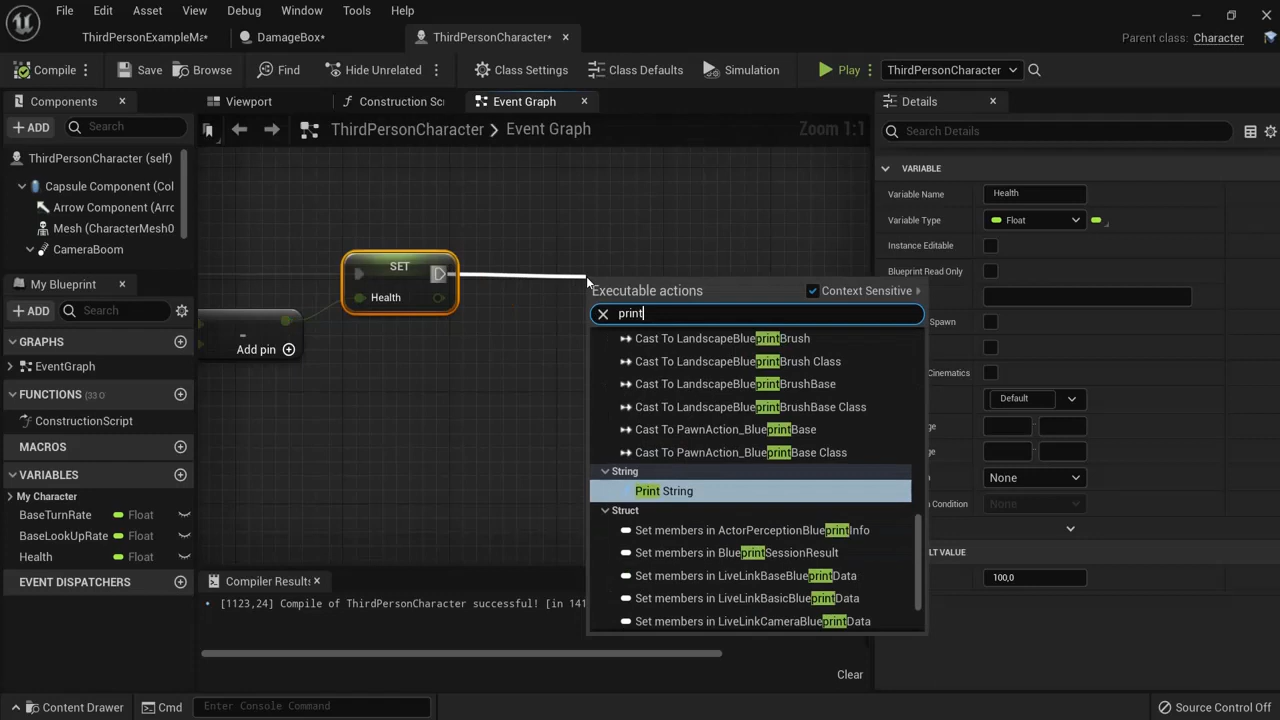 File Edit Asset View Debug Window Tools Help
ThirdPersonExampleMa* DamageBox* ThirdPersonCharacter* Parent class: Character
Compile Save Browse Find Hide Unrelated Class Settings Class Defaults Simulation Play ThirdPersonCharacter
Components Viewport Construction Scr Event Graph Details
+ ADD Search ThirdPersonCharacter > Event Graph Zoom 1:1 Search Details
ThirdPersonCharacter (self)
VARIABLE
Capsule Component (Col
Variable Name Health
Arrow Component (Arro
Variable Type Float
Mesh (CharacterMesh0
Instance Editable
CameraBoom
SET
Blueprint Read Only
My Blueprint
Health
Executable actions Context Sensitive
+ ADD Search
print
Spawn
- Add pin
GRAPHS
Cast To LandscapeBlueprintBrush
EventGraph
Cast To LandscapeBlueprintBrush Class
Cinematics
FUNCTIONS (33 O
Cast To LandscapeBlueprintBrushBase
Default
ConstructionScript
Cast To LandscapeBlueprintBrushBase Class
ge
MACROS
Cast To PawnAction_BlueprintBase
ge
Cast To PawnAction_BlueprintBase Class
VARIABLES
String
None
My Character
Print String
n Condition None
BaseTurnRate Float
Struct
BaseLookUpRate Float
Set members in ActorPerceptionBlueprintInfo
Health Float
Set members in BlueprintSessionResult
LT VALUE
EVENT DISPATCHERS
Compiler Results
Set members in LiveLinkBaseBlueprintData
100,0
[1123,24] Compile of ThirdPersonCharacter successful! [in 141
Set members in LiveLinkBasicBlueprintData
Set members in LiveLinkCameraBlueprintData
Clear
Content Drawer Cmd Enter Console Command Source Control Off